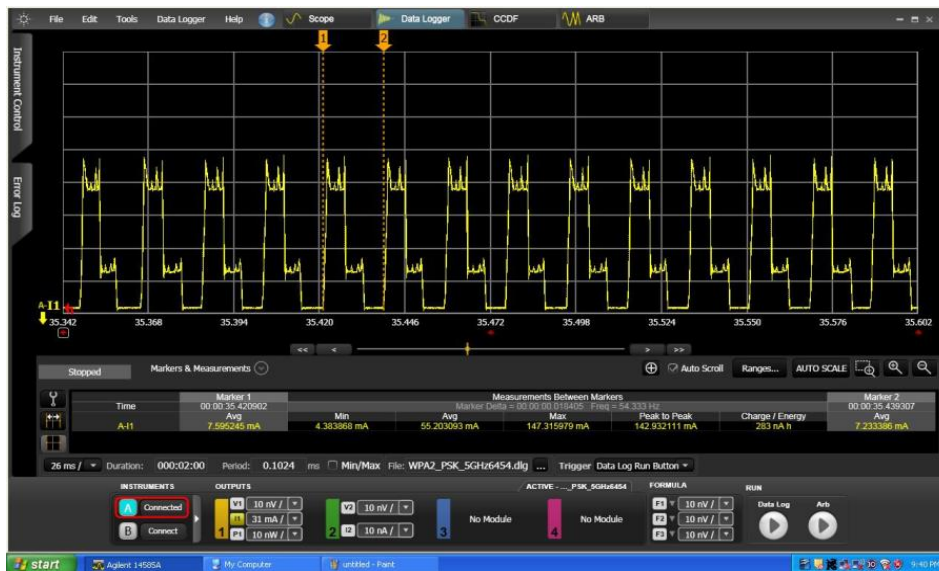 File Edit Tools Data Logger Help Scope Data Logger CCDF ARB
1 2
Instrument Control
Error Log
A-I1
35.342 35.368 35.394 35.420 35.446 35.472 35.498 35.524 35.550 35.576 35.602
<< < > >>
Stopped Markers & Measurements Auto Scroll Ranges... AUTO SCALE
Marker 1 Measurements Between Markers Marker 2
Time 00:00:35.420902 Marker Delta = 00:00:00.018405 Freq = 54.333 Hz 00:00:35.439307
Avg Min Avg Max Peak to Peak Charge / Energy Avg
A-I1 7.595245 mA 4.383868 mA 55.203093 mA 147.315979 mA 142.932111 mA 283 nA h 7.233386 mA
26 ms / Duration: 000:02:00 Period: 0.1024 ms Min/Max File: WPA2_PSK_5GHz6454.dlg ... Trigger Data Log Run Button
INSTRUMENTS OUTPUTS ACTIVE - ..._PSK_5GHz6454 FORMULA RUN
A Connected V1 10 nV / V2 10 nV / F1 10 nV / Data Log Arb
1 I1 31 mA / 2 I2 10 nA / 3 No Module 4 No Module F2 10 nV /
B Connect P1 10 nW / F3 10 nV /
start Agilent 14585A My Computer untitled - Paint 9:40 PM